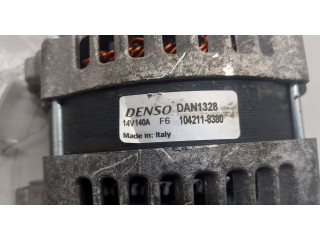 DENSO DAN1328
14V140A F6 104211-8380
Made in: Italy